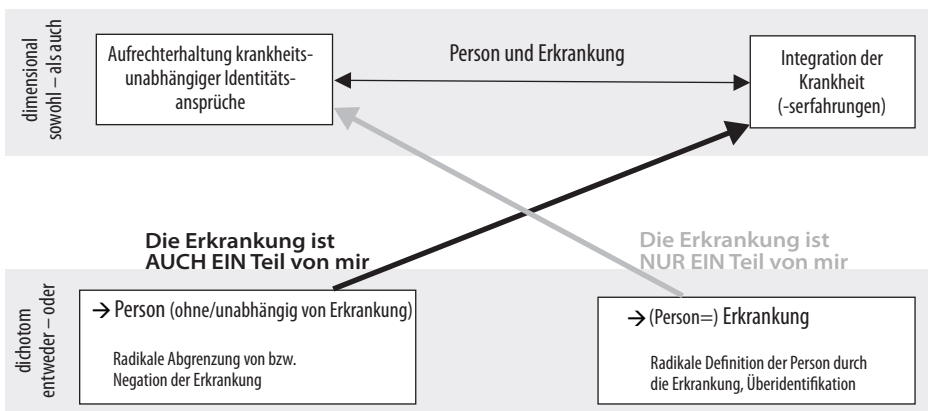 dimensional
sowohl – als auch
Aufrechterhaltung krankheits-
unabhängiger Identitäts-
ansprüche
Person und Erkrankung
Integration der
Krankheit
(-serfahrungen)
Die Erkrankung ist
AUCH EIN Teil von mir
Die Erkrankung ist
NUR EIN Teil von mir
dichotom
entweder – oder
→ Person (ohne/unabhängig von Erkrankung)
Radikale Abgrenzung von bzw.
Negation der Erkrankung
→ (Person=) Erkrankung
Radikale Definition der Person durch
die Erkrankung, Überidentifikation